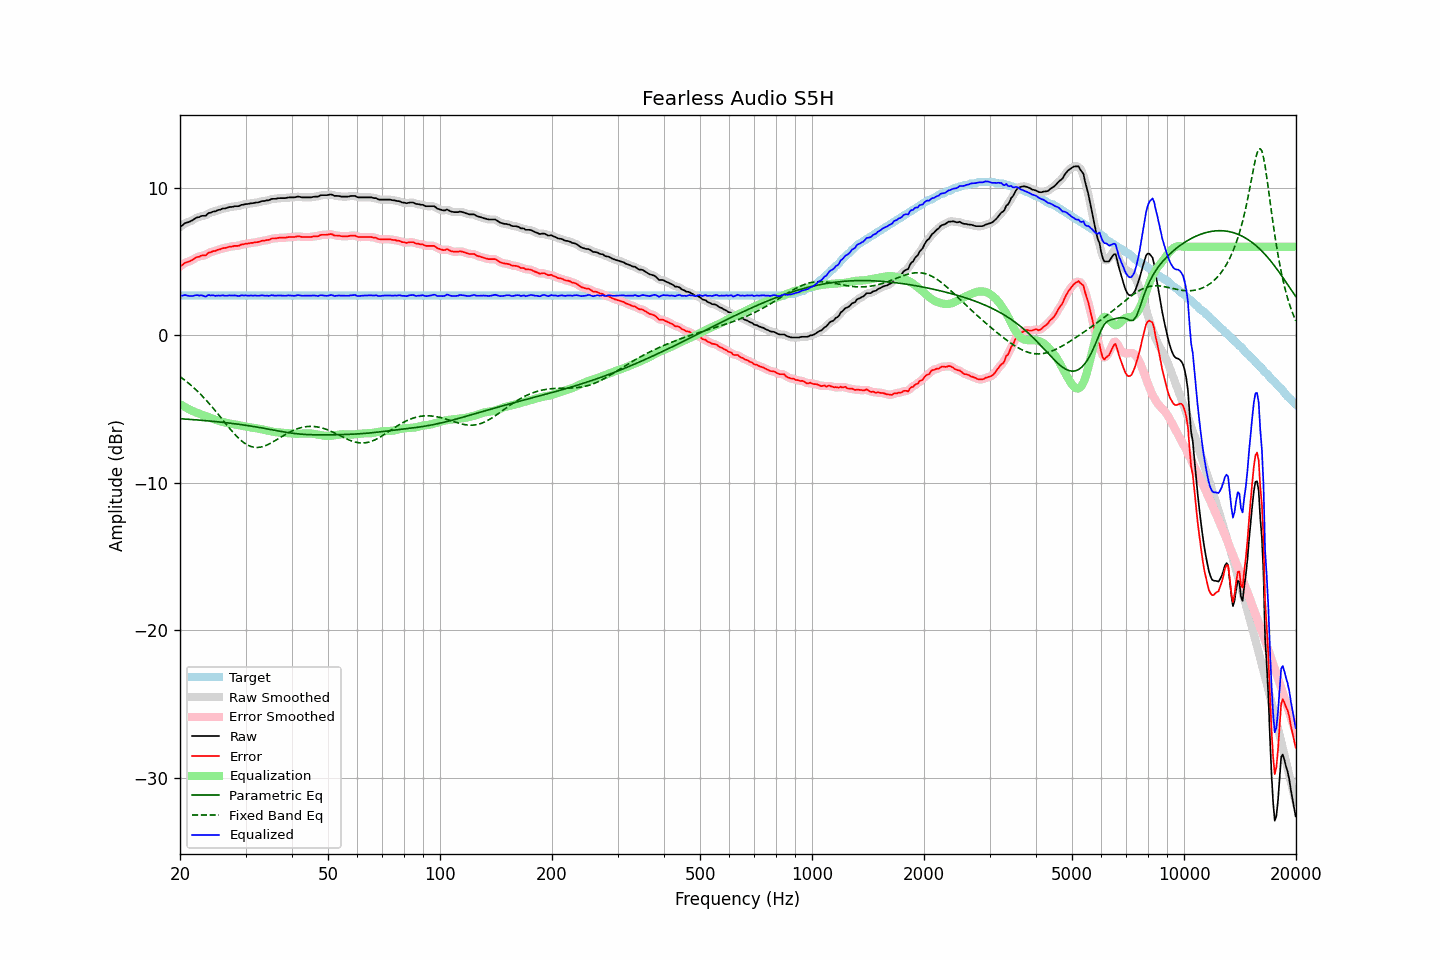 Fearless Audio S5H
Amplitude (dBr)
10
0
−10
−20
−30
Target
Raw Smoothed
Error Smoothed
Raw
Error
Equalization
Parametric Eq
Fixed Band Eq
Equalized
20 50 100 200 500 1000 2000 5000 10000 20000
Frequency (Hz)